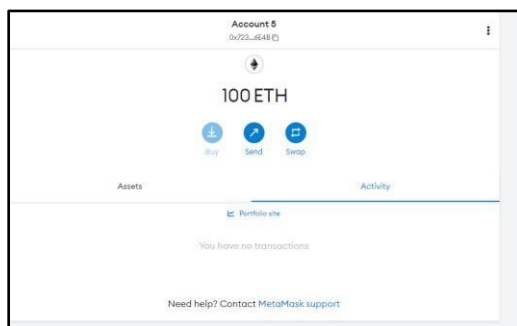 Account 5
0x723...6E4B
100 ETH
Buy Send Swap
Assets Activity
Portfolio site
You have no transactions
Need help? Contact MetaMask support